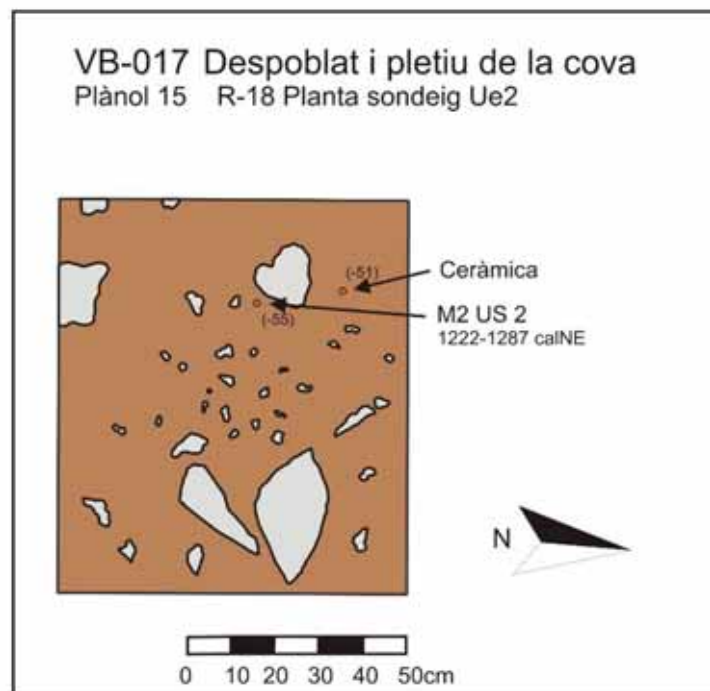 VB-017 Despoblat i pletiu de la cova
Plànol 15 R-18 Planta sondeig Ue2
(-51)
Ceràmica
(-55)
M2 US 2
1222-1287 calNE
N
0 10 20 30 40 50cm